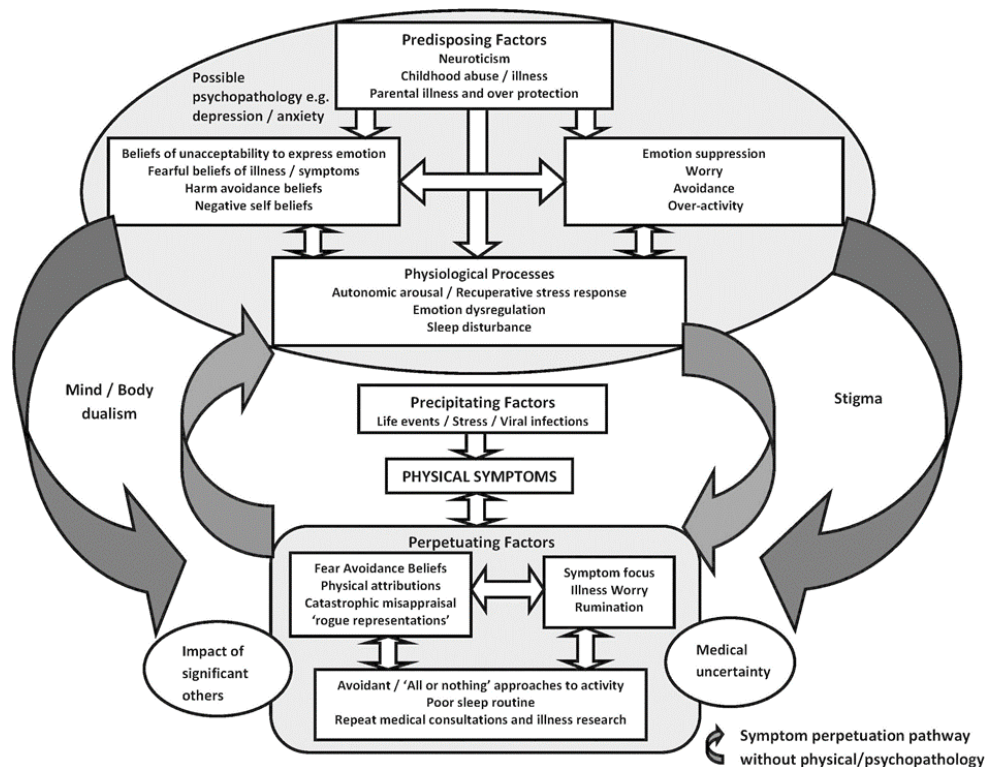 Predisposing Factors
Neuroticism
Childhood abuse / illness
Parental illness and over protection
Possible
psychopathology e.g.
depression / anxiety
Beliefs of unacceptability to express emotion
Fearful beliefs of illness / symptoms
Harm avoidance beliefs
Negative self beliefs
Emotion suppression
Worry
Avoidance
Over-activity
Physiological Processes
Autonomic arousal / Recuperative stress response
Emotion dysregulation
Sleep disturbance
Mind / Body
dualism
Stigma
Precipitating Factors
Life events / Stress / Viral infections
PHYSICAL SYMPTOMS
Perpetuating Factors
Fear Avoidance Beliefs
Physical attributions
Catastrophic misappraisal
‘rogue representations’
Symptom focus
Illness Worry
Rumination
Impact of
significant
others
Medical
uncertainty
Avoidant / ‘All or nothing’ approaches to activity
Poor sleep routine
Repeat medical consultations and illness research
Symptom perpetuation pathway
without physical/psychopathology